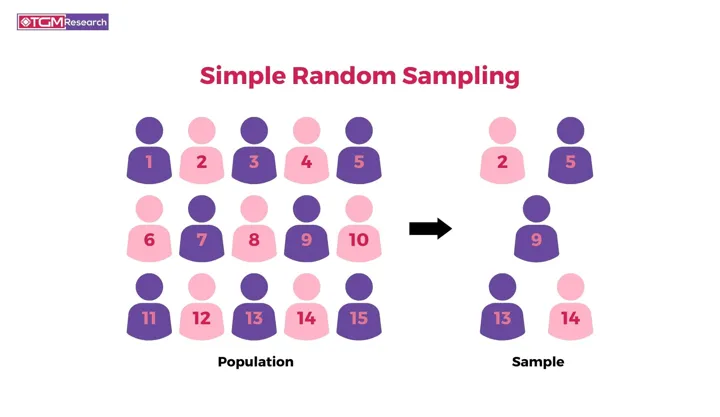 TGM Research
Simple Random Sampling
1 2 3 4 5
2 5
6 7 8 9 10
9
11 12 13 14 15
13 14
Population
Sample